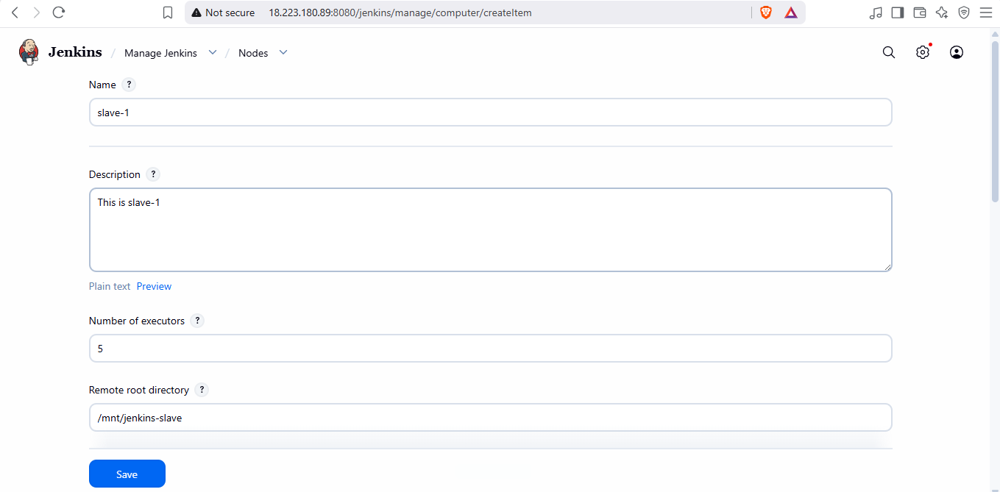 Not secure 18.223.180.89:8080/jenkins/manage/computer/createItem
Jenkins / Manage Jenkins / Nodes
Name ?
slave-1
Description ?
This is slave-1
Plain text Preview
Number of executors ?
5
Remote root directory ?
/mnt/jenkins-slave
Save